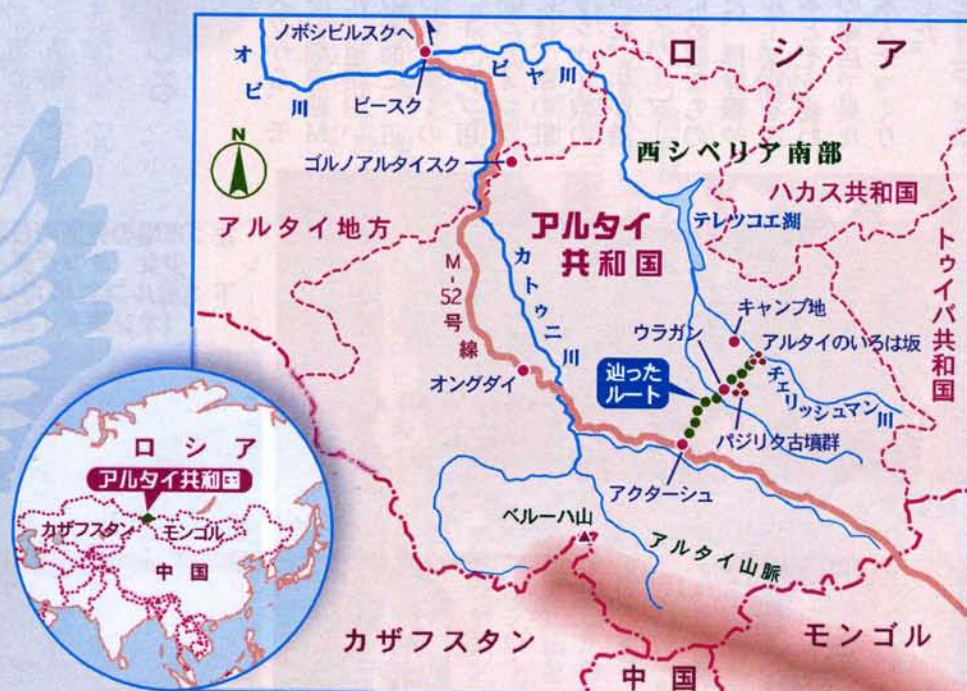 ノボシビルスクへ
オビ川
ビースク
ビヤ川
ロシア
N
ゴルノアルタイスク
西シベリア南部
ハカス共和国
アルタイ地方
アルタイ
共和国
テレツコエ湖
トゥイバ共和国
カトゥニ川
M-52号線
キャンプ地
ウラガン
アルタイのいろは坂
オングダイ
辿った
ルート
チェリッシュマン川
パジリク古墳群
アクターシュ
ベルーハ山
アルタイ山脈
カザフスタン
モンゴル
中国
ロシア
アルタイ共和国
カザフスタン
モンゴル
中国